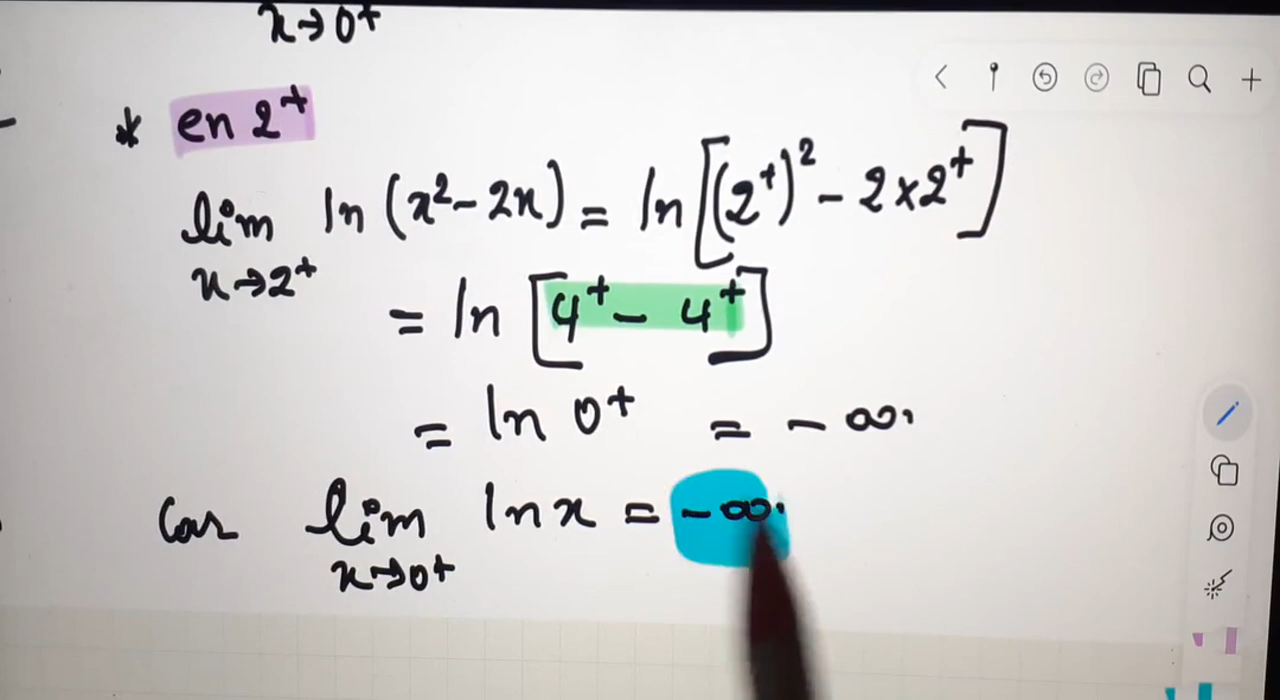 x→0⁺
* en 2⁺
lim ln (x²-2x) = ln [(2⁺)² - 2×2⁺]
x→2⁺
= ln [4⁺ - 4⁺]
= ln 0⁺ = -∞.
Car lim ln x = -∞.
x→0⁺